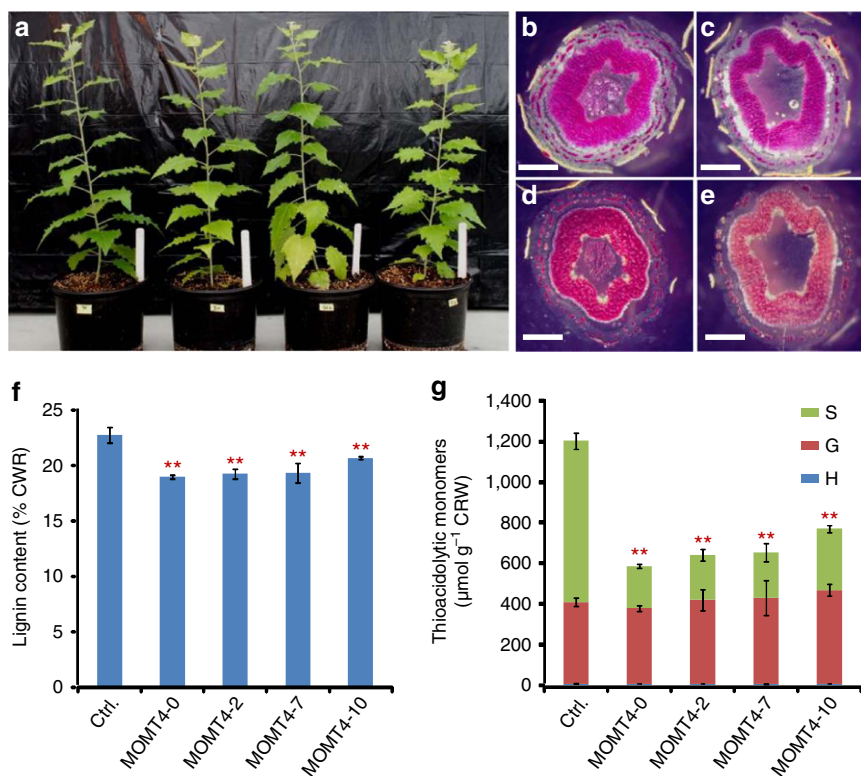 a
b
c
d
e
f
Lignin content (% CWR)
25
20
15
10
5
0
**
**
**
**
Ctrl.
MOMT4-0
MOMT4-2
MOMT4-7
MOMT4-10
g
Thioacidolytic monomers
(µmol g⁻¹ CRW)
1,400
1,200
1,000
800
600
400
200
0
**
**
**
**
S
G
H
Ctrl.
MOMT4-0
MOMT4-2
MOMT4-7
MOMT4-10